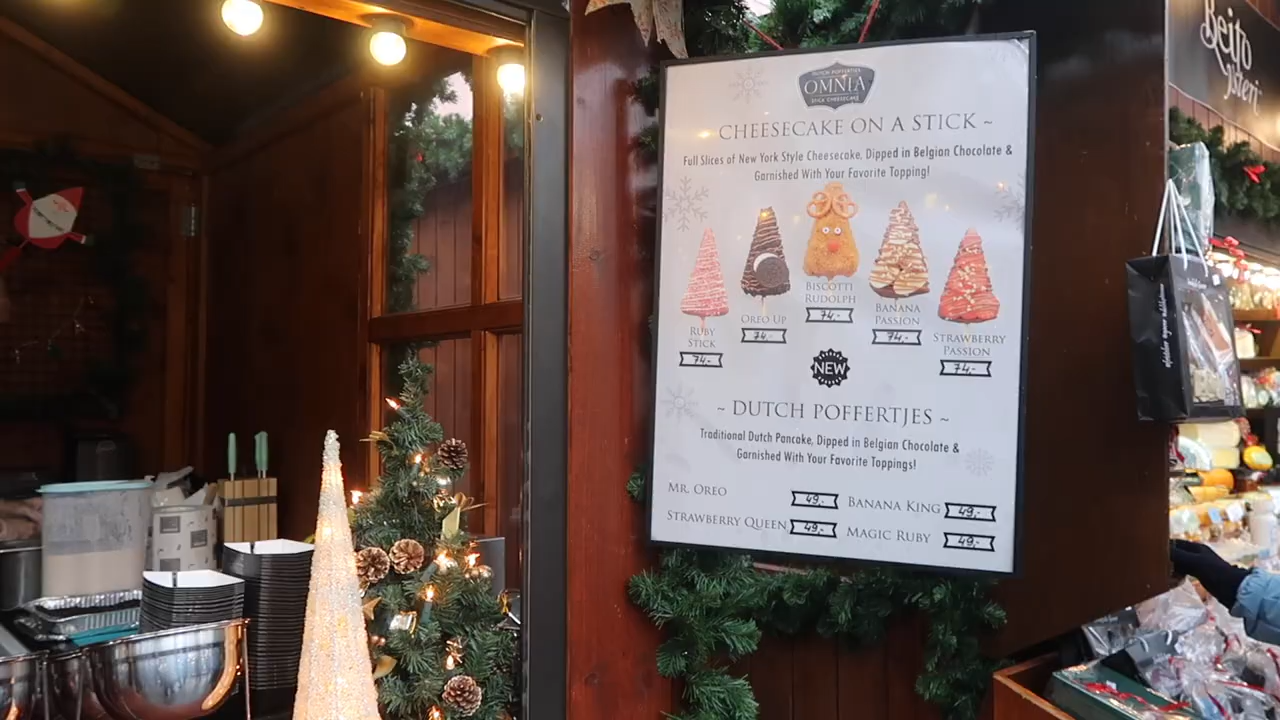 DUTCH POFFERTJES
OMNIA
STICK CHEESECAKE
CHEESECAKE ON A STICK ~
Full Slices of New York Style Cheesecake, Dipped in Belgian Chocolate &
Garnished With Your Favorite Topping!
RUBY
STICK
74,-
OREO UP
74,-
BISCOTTI
RUDOLPH
74,-
BANANA
PASSION
74,-
STRAWBERRY
PASSION
74,-
NEW
~ DUTCH POFFERTJES ~
Traditional Dutch Pancake, Dipped in Belgian Chocolate &
Garnished With Your Favorite Toppings!
MR. OREO 49,-
BANANA KING 49,-
STRAWBERRY QUEEN 49,-
MAGIC RUBY 49,-
Beito
ysteri